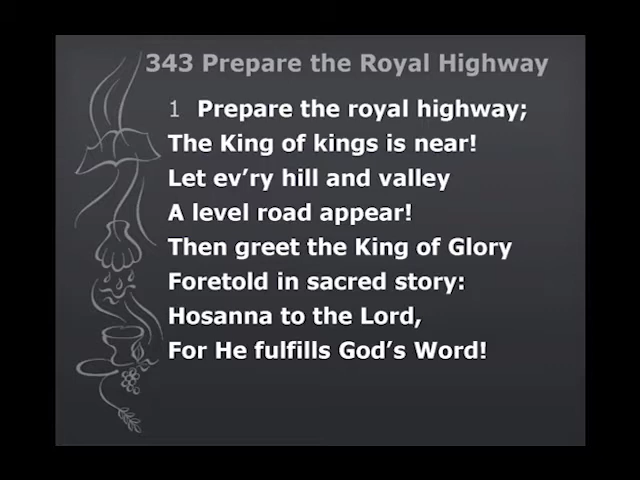 343 Prepare the Royal Highway
1 Prepare the royal highway;
The King of kings is near!
Let ev’ry hill and valley
A level road appear!
Then greet the King of Glory
Foretold in sacred story:
Hosanna to the Lord,
For He fulfills God’s Word!